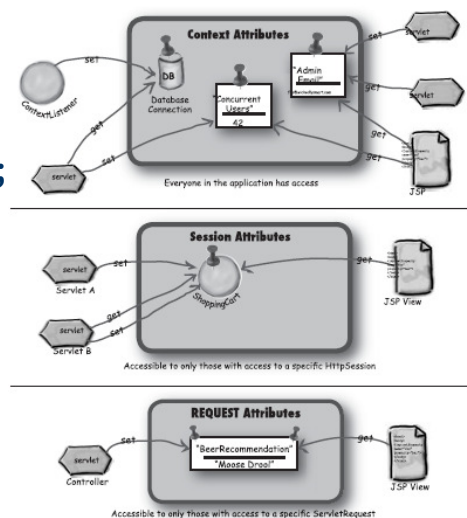 Context Attributes
set
servlet
set
DB
"Admin
Email"
ContextListener
Database
Connection
"Concurrent
Users"
42
get
servlet
get
set
get
get
servlet
JSP
Everyone in the application has access
Session Attributes
servlet
set
get
Servlet A
ShoppingCart
JSP View
get
set
servlet
Servlet B
Accessible to only those with access to a specific HttpSession
REQUEST Attributes
set
"BeerRecommendation"
get
servlet
"Moose Drool"
Controller
JSP View
Accessible to only those with access to a specific ServletRequest